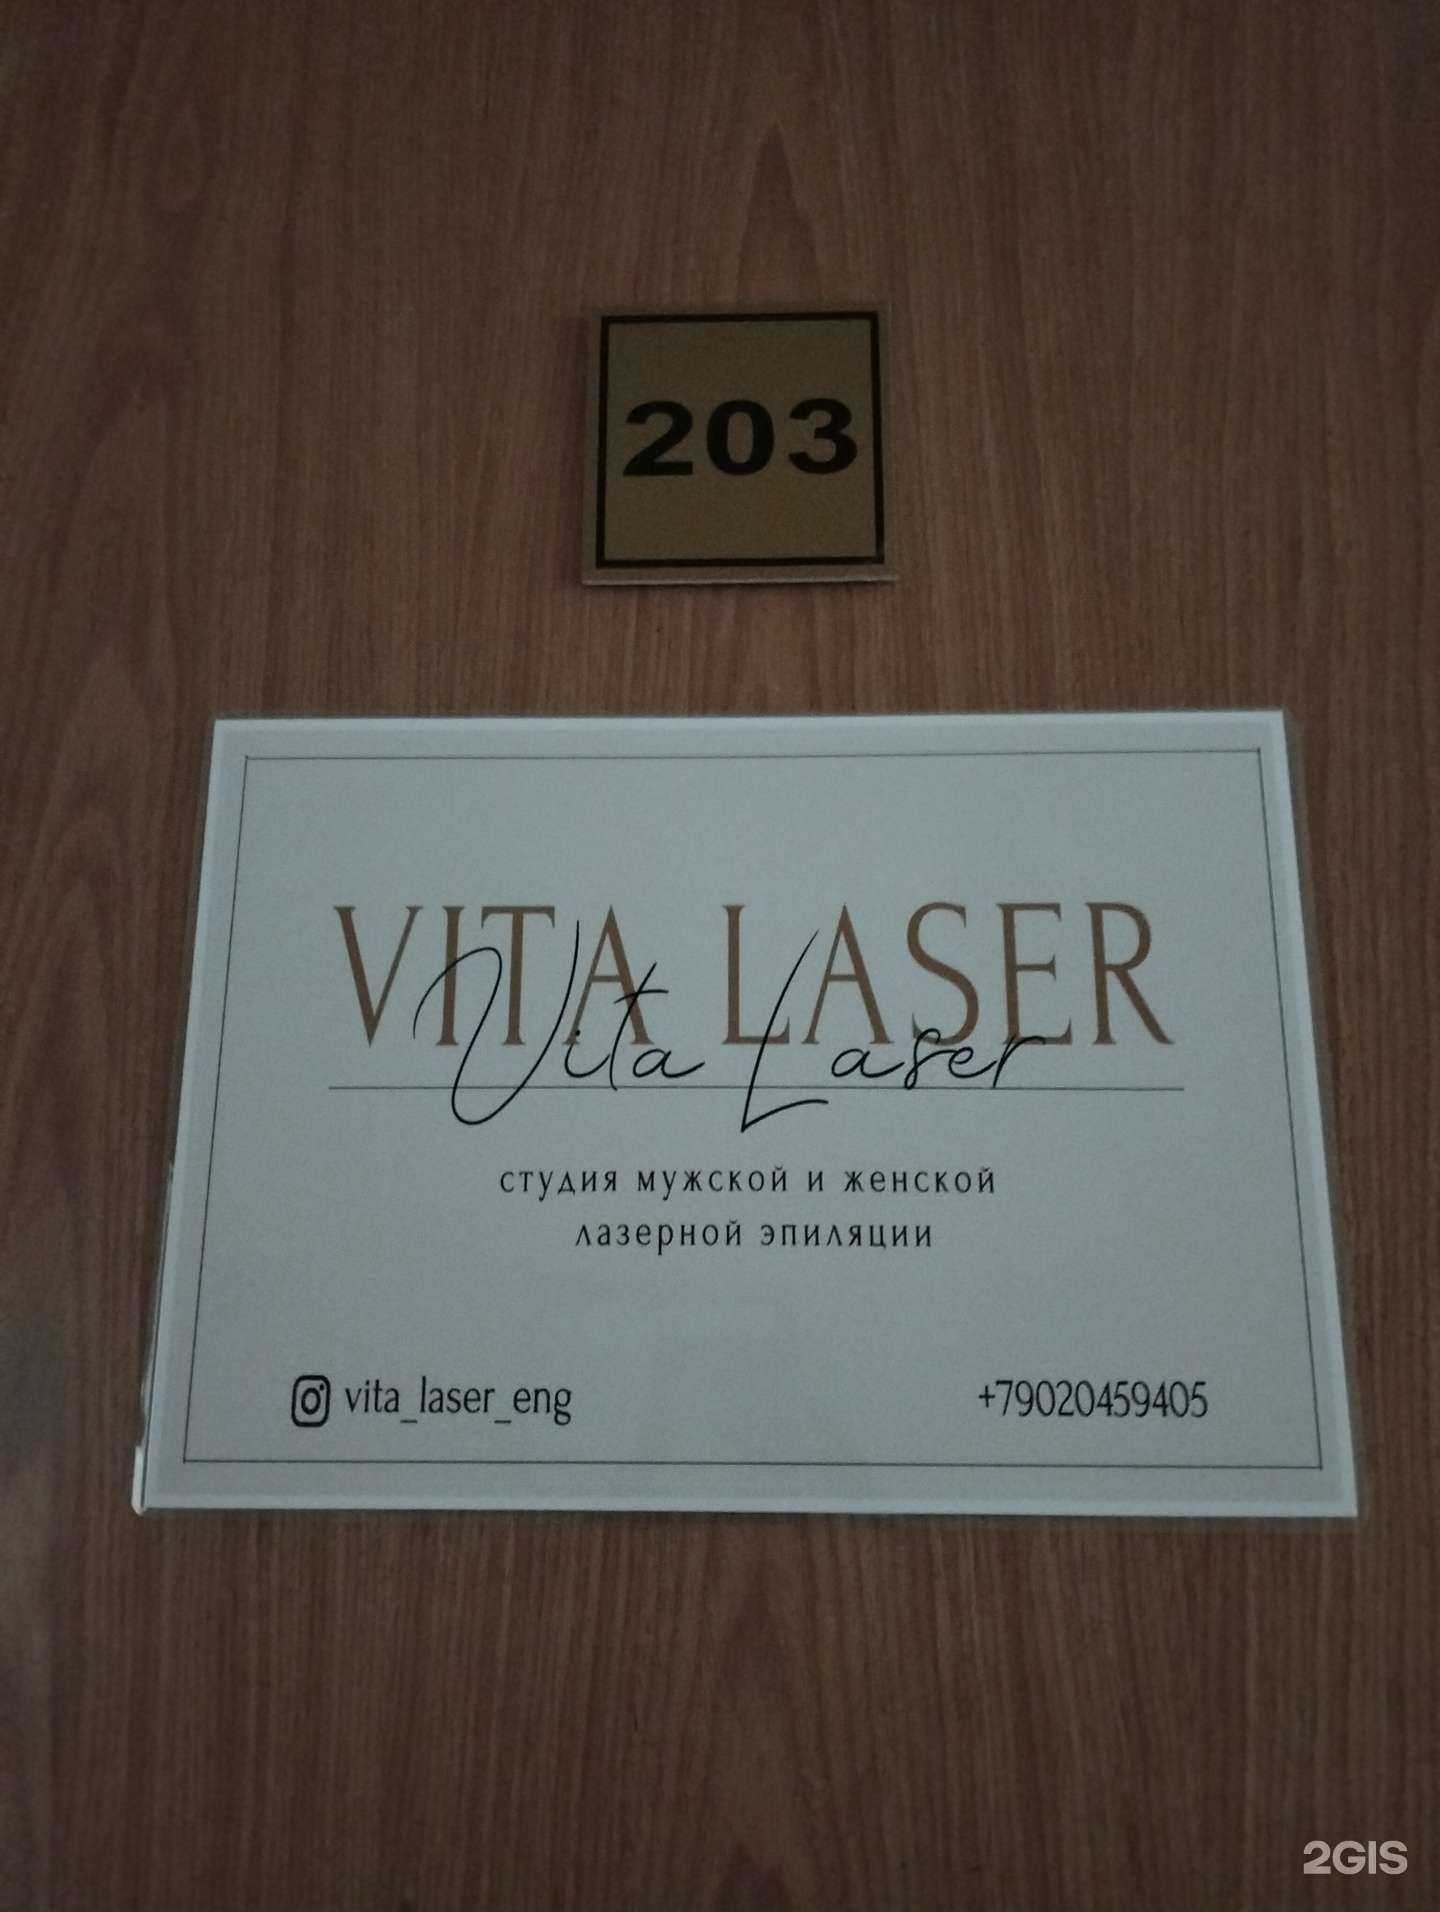 203
VITA LASER
Vita Laser
студия мужской и женской
лазерной эпиляции
vita_laser_eng
+79020459405
2GIS